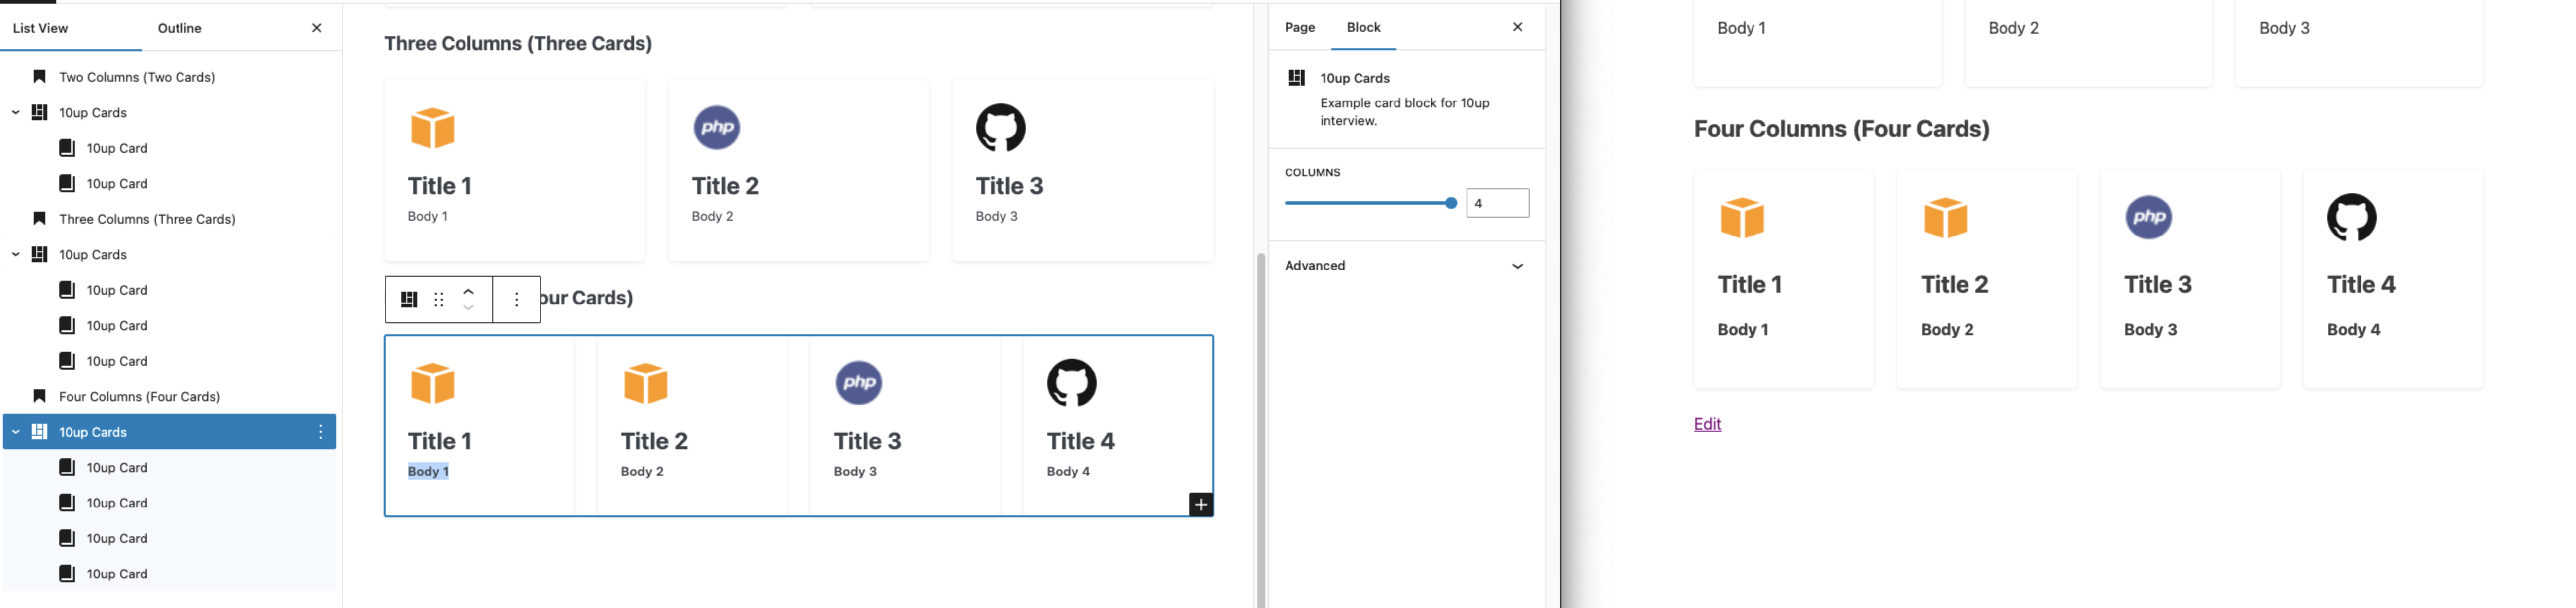 List View
Outline
Two Columns (Two Cards)
10up Cards
10up Card
10up Card
Three Columns (Three Cards)
10up Cards
10up Card
10up Card
10up Card
Four Columns (Four Cards)
10up Cards
10up Card
10up Card
10up Card
10up Card
Three Columns (Three Cards)
php
Title 1
Title 2
Title 3
Body 1
Body 2
Body 3
our Cards)
php
Title 1
Title 2
Title 3
Title 4
Body 1
Body 2
Body 3
Body 4
Page
Block
10up Cards
Example card block for 10up
interview.
COLUMNS
4
Advanced
Body 1
Body 2
Body 3
Four Columns (Four Cards)
php
Title 1
Title 2
Title 3
Title 4
Body 1
Body 2
Body 3
Body 4
Edit